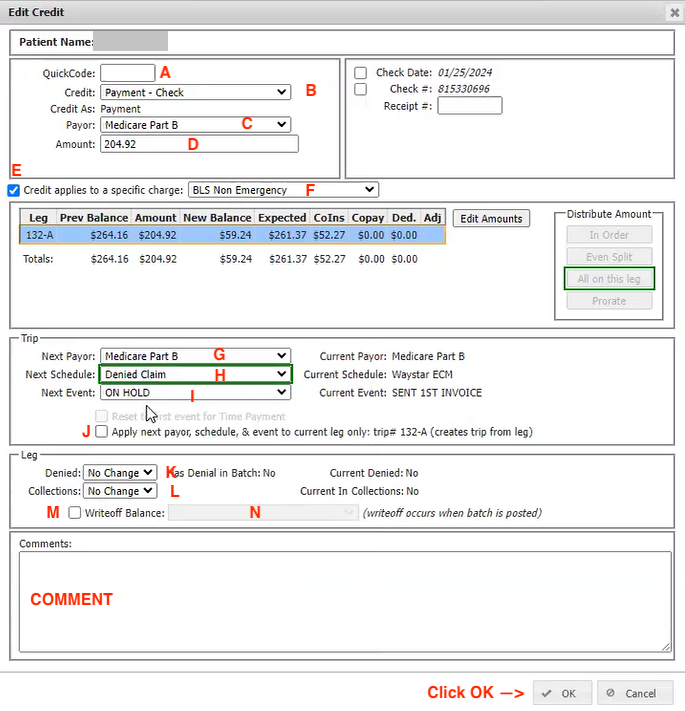 Edit Credit
Patient Name:
QuickCode: A
Credit: Payment - Check B
Credit As: Payment
Payor: Medicare Part B C
Amount: 204.92 D
Check Date: 01/25/2024
Check #: 815330696
Receipt #:
E
Credit applies to a specific charge: BLS Non Emergency F
Leg Prev Balance Amount New Balance Expected CoIns Copay Ded. Adj
132-A $264.16 $204.92 $59.24 $261.37 $52.27 $0.00 $0.00
Totals: $264.16 $204.92 $59.24 $261.37 $52.27 $0.00 $0.00
Edit Amounts
Distribute Amount
In Order
Even Split
All on this leg
Prorate
Trip
Next Payor: Medicare Part B G Current Payor: Medicare Part B
Next Schedule: Denied Claim H Current Schedule: Waystar ECM
Next Event: ON HOLD I Current Event: SENT 1ST INVOICE
Reset to first event for Time Payment
J Apply next payor, schedule, & event to current leg only: trip# 132-A (creates trip from leg)
Leg
Denied: No Change K Has Denial in Batch: No Current Denied: No
Collections: No Change L Current In Collections: No
M Writeoff Balance: N (writeoff occurs when batch is posted)
Comments:
COMMENT
Click OK —> OK Cancel